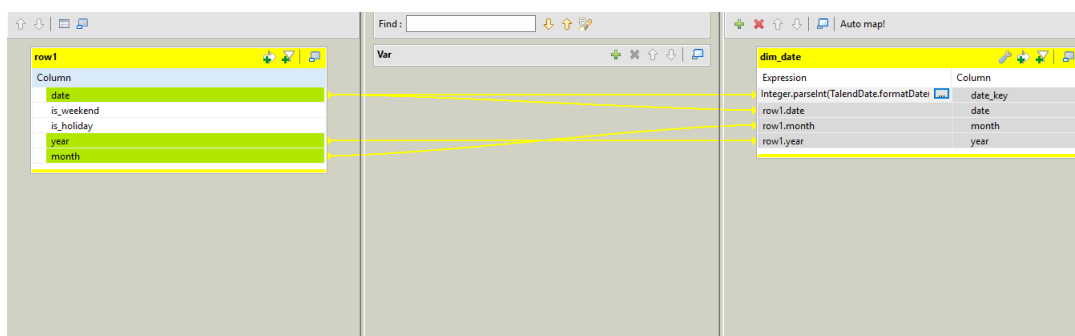 Find :
Auto map!
row1
Column
date
is_weekend
is_holiday
year
month
Var
dim_date
Expression Column
Integer.parseInt(TalendDate.formatDate( ... date_key
row1.date date
row1.month month
row1.year year